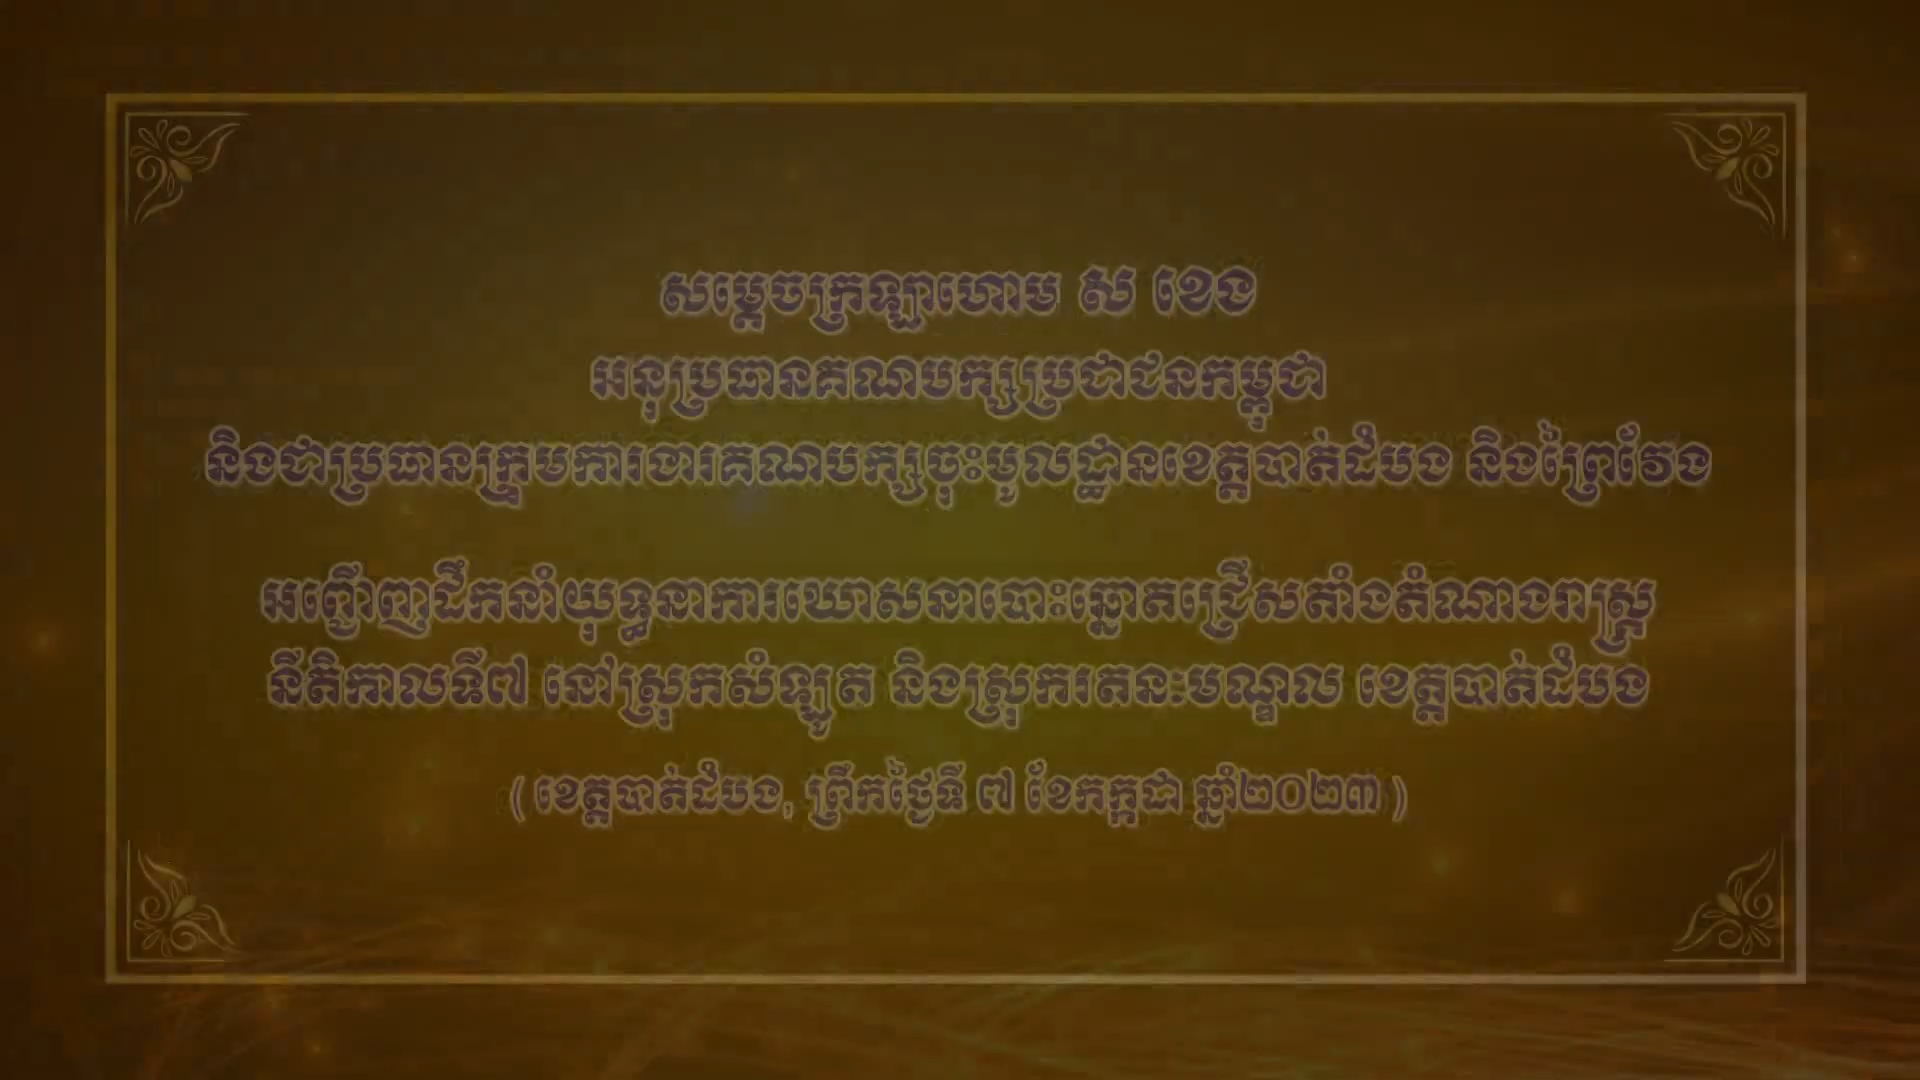 សម្ដេចក្រឡាហោម ស ខេង
អនុប្រធានគណបក្សប្រជាជនកម្ពុជា
និងជាប្រធានក្រុមការងារគណបក្សចុះមូលដ្ឋានខេត្តបាត់ដំបង និងព្រៃវែង
អញ្ជើញដឹកនាំយុទ្ធនាការឃោសនាបោះឆ្នោតជ្រើសតាំងតំណាងរាស្ត្រ
នីតិកាលទី៧ នៅស្រុកសំឡូត និងស្រុករតនៈមណ្ឌល ខេត្តបាត់ដំបង
( ខេត្តបាត់ដំបង, ព្រឹកថ្ងៃទី ៧ ខែកក្កដា ឆ្នាំ២០២៣ )